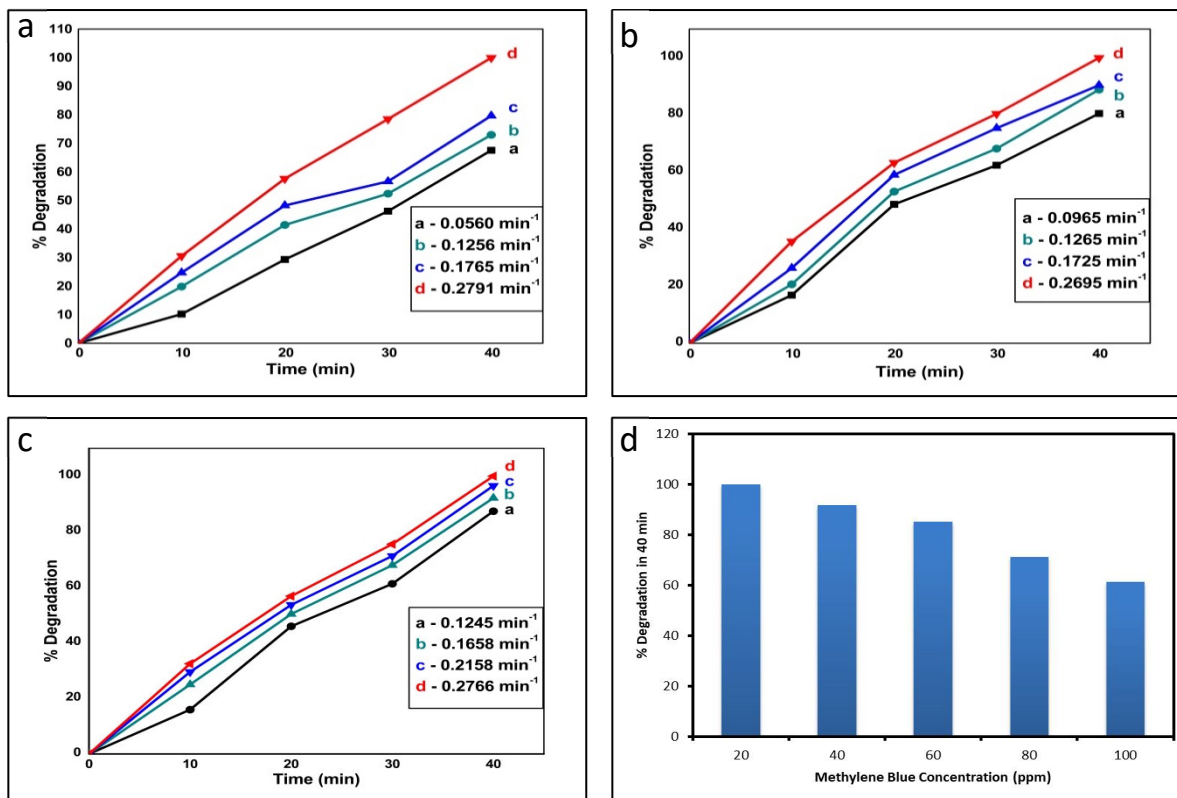 a
110
100
90
80
70
60
50
40
30
20
10
0
% Degradation
d
c
b
a
a - 0.0560 min⁻¹
b - 0.1256 min⁻¹
c - 0.1765 min⁻¹
d - 0.2791 min⁻¹
0 10 20 30 40
Time (min)
b
100
80
60
40
20
0
% Degradation
d
c
b
a
a - 0.0965 min⁻¹
b - 0.1265 min⁻¹
c - 0.1725 min⁻¹
d - 0.2695 min⁻¹
0 10 20 30 40
Time (min)
c
100
80
60
40
20
0
% Degradation
d
c
b
a
a - 0.1245 min⁻¹
b - 0.1658 min⁻¹
c - 0.2158 min⁻¹
d - 0.2766 min⁻¹
0 10 20 30 40
Time (min)
d
120
100
80
60
40
20
0
% Degradation in 40 min
20 40 60 80 100
Methylene Blue Concentration (ppm)